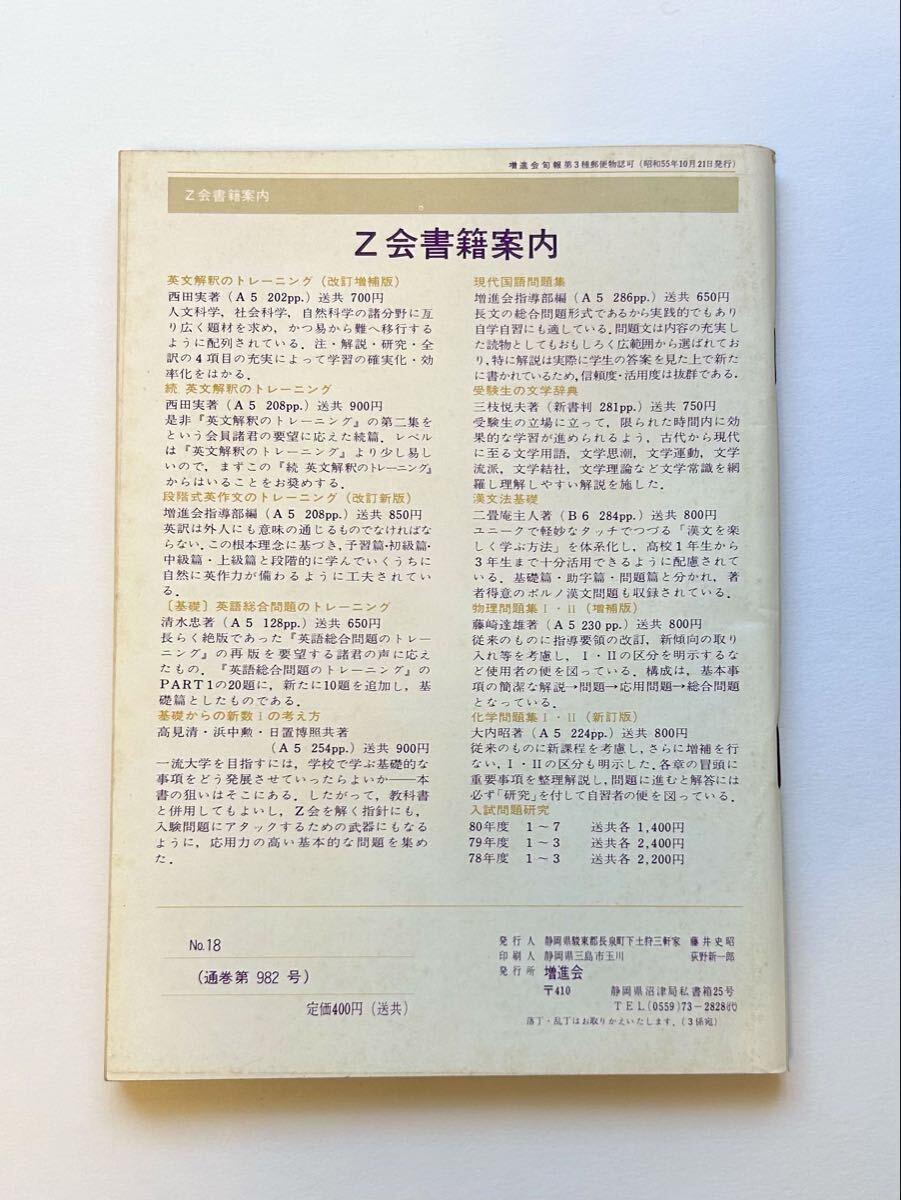 増進会旬報第3種郵便物認可(昭和55年10月21日発行)
Z会書籍案内
Z会書籍案内
英文解釈のトレーニング(改訂増補版)
西田実著(A5 202pp.)送共 700円
人文科学,社会科学,自然科学の諸分野に亙
り広く題材を求め,かつ易から難へ移行する
ように配列されている.注・解説・研究・全
訳の4項目の充実によって学習の確実化・効
率化をはかる.
続 英文解釈のトレーニング
西田実著(A5 208pp.)送共 900円
是非『英文解釈のトレーニング』の第二集を
という会員諸君の要望に応えた続篇.レベル
は『英文解釈のトレーニング』より少し易し
いので,まずこの『続 英文解釈のトレーニング』
からはいることをお奨めする.
段階式英作文のトレーニング(改訂新版)
増進会指導部編(A5 208pp.)送共 850円
英訳は外人にも意味の通じるものでなければな
らない.この根本理念に基づき,予習篇・初級篇・
中級篇・上級篇と段階的に学んでいくうちに
自然に英作力が備わるように工夫されてい
る.
〔基礎〕英語総合問題のトレーニング
清水忠著(A5 128pp.)送共 650円
長らく絶版であった『英語総合問題のトレー
ニング』の再版を要望する諸君の声に応え
たもの.『英語総合問題のトレーニング』の
PART1の20題に,新たに10題を追加し,基
礎篇としたものである.
基礎からの新数Ⅰの考え方
高見清・浜中勲・日置博照共著
(A5 254pp.)送共 900円
一流大学を目指すには,学校で学ぶ基礎的な
事項をどう発展させていったらよいか――本
書の狙いはそこにある.したがって,教科書
と併用してもよいし,Z会を解く指針にも,
入験問題にアタックするための武器にもなる
ように,応用力の高い基本的な問題を集め
た.
現代国語問題集
増進会指導部編(A5 286pp.)送共 650円
長文の総合問題形式であるから実践的でもあり
自学自習にも適している.問題文は内容の充実し
た読物としてもおもしろく広範囲から選ばれてお
り,特に解説は実際に学生の答案を見た上で新た
に書かれているため,信頼度・活用度は抜群である.
受験生の文学辞典
三枝悦夫著(新書判 281pp.)送共 750円
受験生の立場に立って,限られた時間内に効
果的な学習が進められるよう,古代から現代
に至る文学用語,文学思潮,文学運動,文学
流派,文学結社,文学理論など文学常識を網
羅し理解しやすい解説を施した.
漢文法基礎
二畳庵主人著(B6 284pp.)送共 800円
ユニークで軽妙なタッチでつづる「漢文を楽
しく学ぶ方法」を体系化し,高校1年生から
3年生まで十分活用できるように配慮されて
いる.基礎篇・助字篇・問題篇と分かれ,著
者得意のポルノ漢文問題も収録されている.
物理問題集Ⅰ・Ⅱ(増補版)
藤崎達雄著(A5 230pp.)送共 800円
従来のものに指導要領の改訂,新傾向の取り
入れ等を考慮し,Ⅰ・Ⅱの区分を明示するな
ど使用者の便を図っている.構成は,基本事
項の簡潔な解説→問題→応用問題→総合問題
となっている.
化学問題集Ⅰ・Ⅱ(新訂版)
大内昭著(A5 224pp.)送共 800円
従来のものに新課程を考慮し,さらに増補を行
ない,Ⅰ・Ⅱの区分も明示した.各章の冒頭に
重要事項を整理解説し,問題に進むと解答には
必ず「研究」を付して自習者の便を図っている.
入試問題研究
80年度 1～7 送共各 1,400円
79年度 1～3 送共各 2,400円
78年度 1～3 送共各 2,200円
No.18
(通巻第 982 号)
定価400円(送共)
発行人 静岡県駿東郡長泉町下土狩三軒家 藤井史昭
印刷人 静岡県三島市玉川 荻野新一郎
発行所 増進会
〒410 静岡県沼津局私書箱25号
TEL(0559)73-2828㈹
落丁・乱丁はお取りかえいたします.(3係宛)